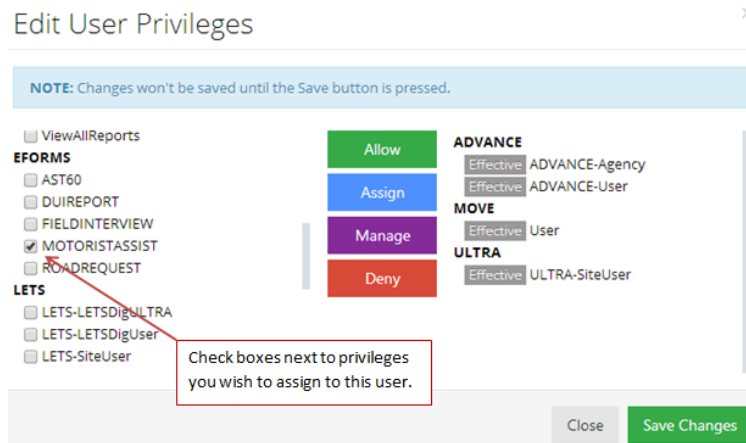 Edit User Privileges
NOTE: Changes won't be saved until the Save button is pressed.
ViewAllReports
EFORMS
AST60
DUIREPORT
FIELDINTERVIEW
MOTORISTASSIST
ROADREQUEST
LETS
LETS-LETSDigULTRA
LETS-LETSDigUser
LETS-SiteUser
Allow
Assign
Manage
Deny
ADVANCE
Effective ADVANCE-Agency
Effective ADVANCE-User
MOVE
Effective User
ULTRA
Effective ULTRA-SiteUser
Check boxes next to privileges
you wish to assign to this user.
Close
Save Changes